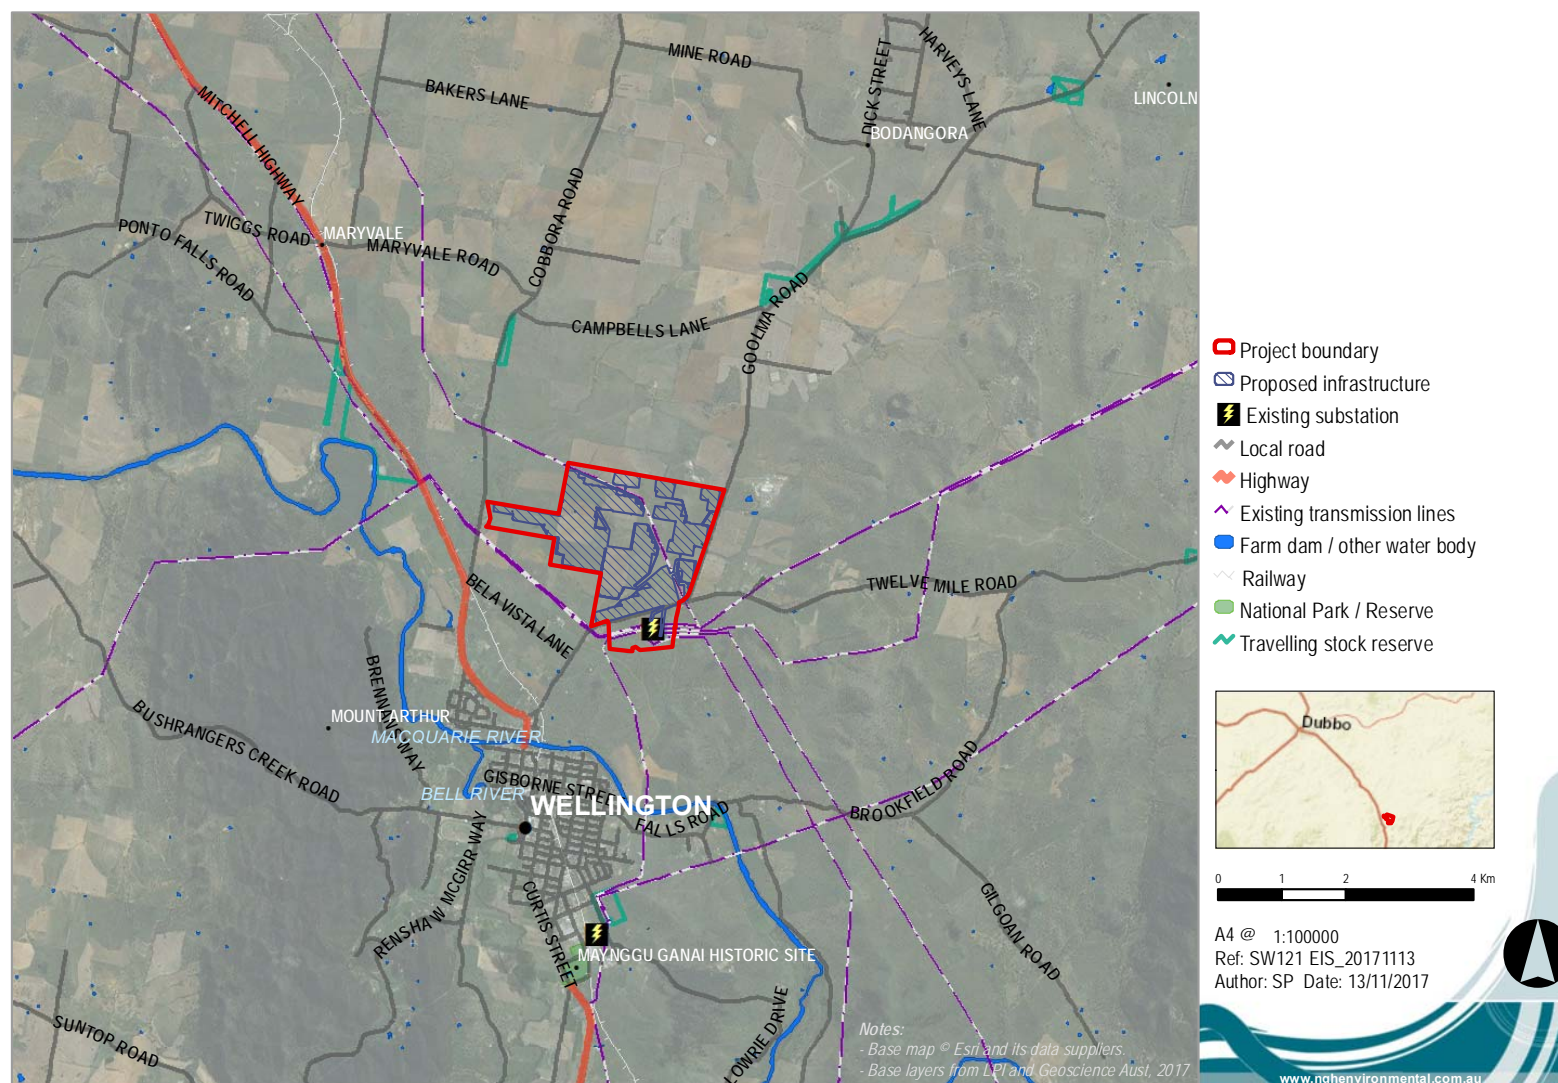 MINE ROAD
HARVEYS LANE
DICK STREET
BAKERS LANE
LINCOLN
MITCHELL HIGHWAY
BODANGORA
COBBORA ROAD
TWIGGS ROAD
PONTO FALLS ROAD
MARYVALE
MARYVALE ROAD
CAMPBELLS LANE
GOOLMA ROAD
BELA VISTA LANE
TWELVE MILE ROAD
BRENNANS WAY
MOUNT ARTHUR
MACQUARIE RIVER
BUSHRANGERS CREEK ROAD
GISBORNE STREET
BELL RIVER
WELLINGTON
FALLS ROAD
BROOKFIELD ROAD
RENSHAW MCGIRR WAY
CURTIS STREET
GILGOAN ROAD
MAYNGGU GANAI HISTORIC SITE
SUNTOP ROAD
LOWRIE DRIVE
Notes:
- Base map © Esri and its data suppliers.
- Base layers from LPI and Geoscience Aust, 2017
Project boundary
Proposed infrastructure
Existing substation
Local road
Highway
Existing transmission lines
Farm dam / other water body
Railway
National Park / Reserve
Travelling stock reserve
Dubbo
0 1 2 4 Km
A4 @ 1:100000
Ref: SW121 EIS_20171113
Author: SP Date: 13/11/2017
www.nghenvironmental.com.au